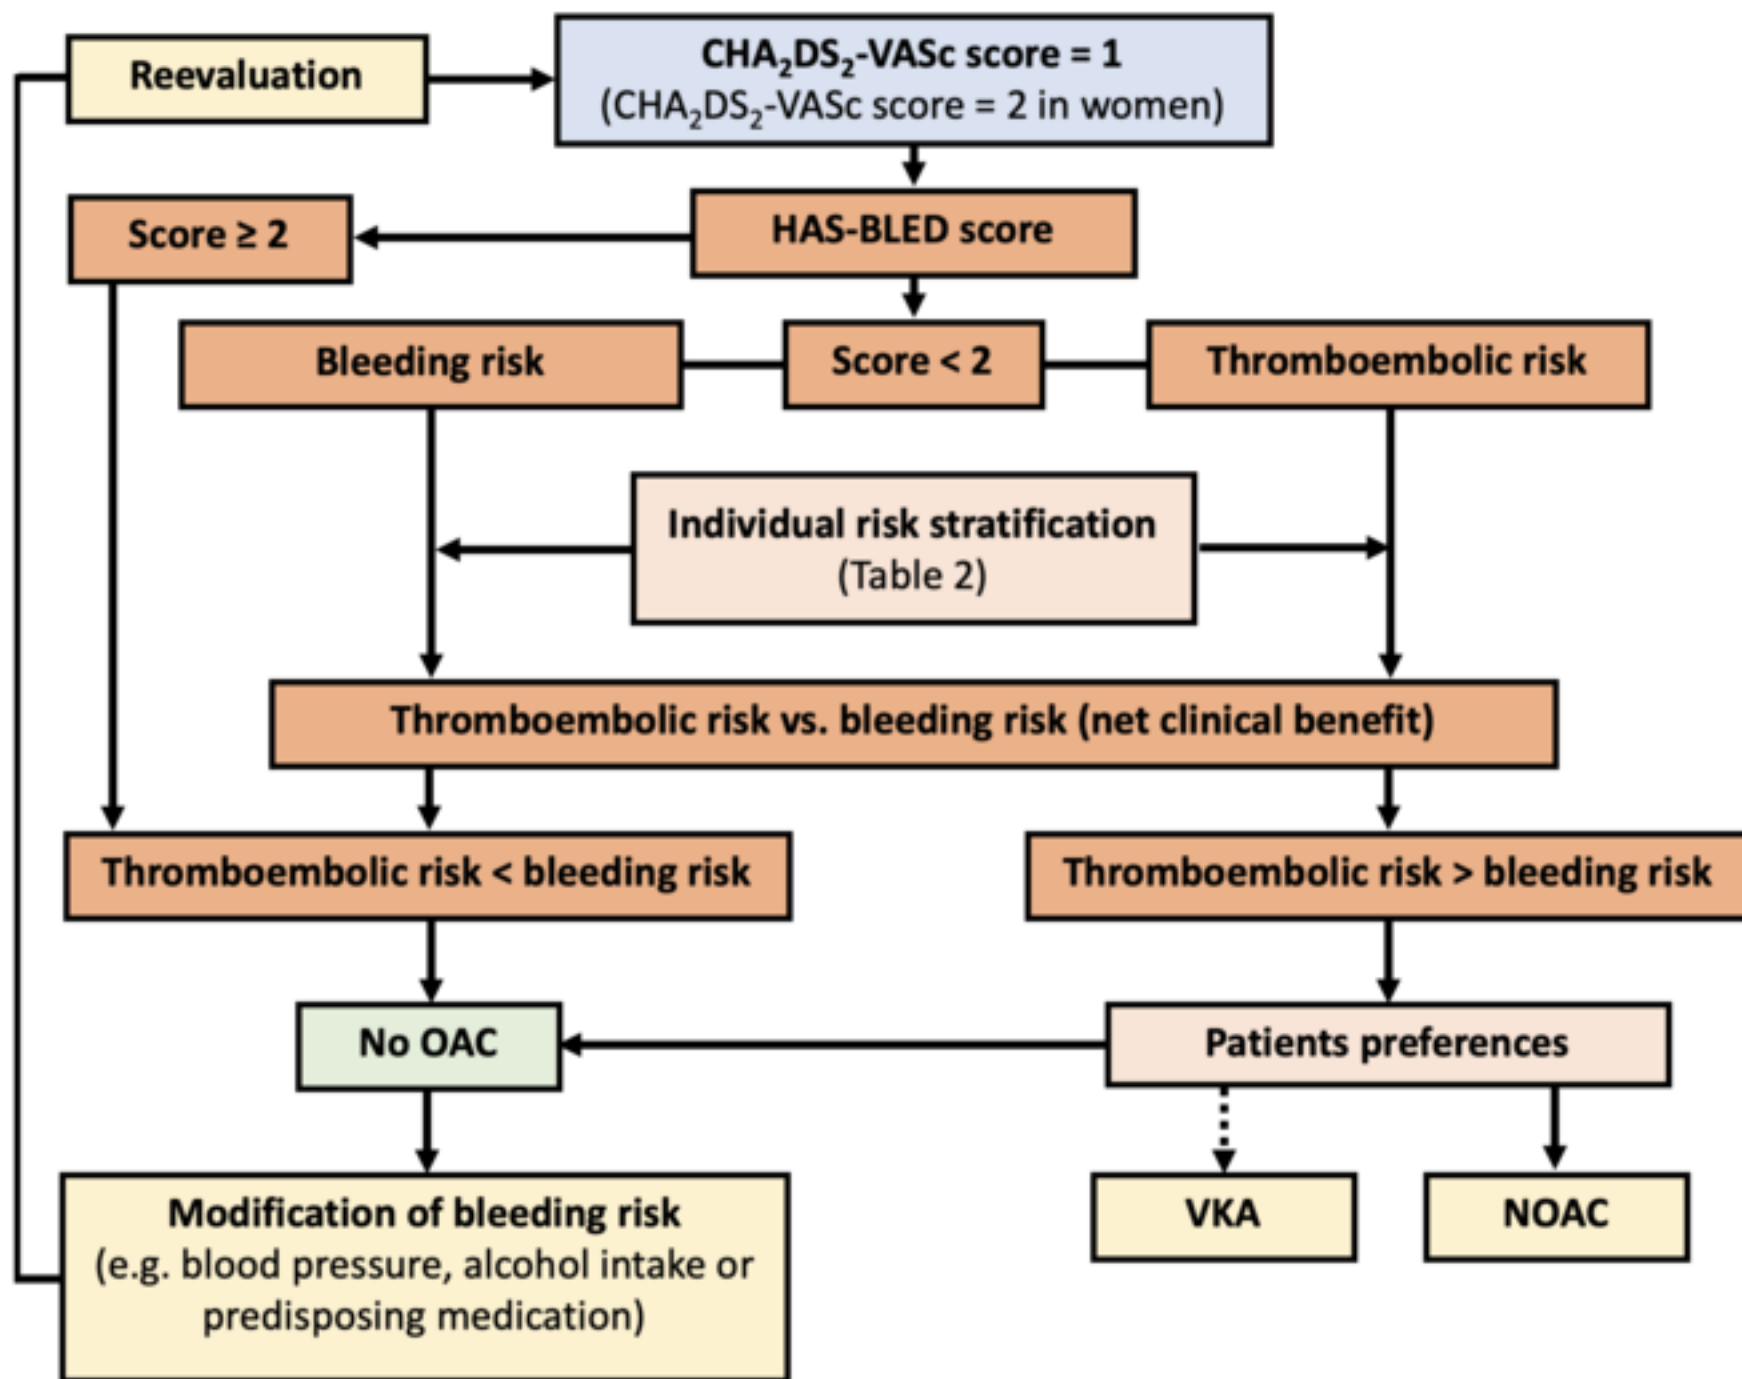 Reevaluation
CHA₂DS₂-VASc score = 1
(CHA₂DS₂-VASc score = 2 in women)
Score ≥ 2
HAS-BLED score
Bleeding risk
Score < 2
Thromboembolic risk
Individual risk stratification
(Table 2)
Thromboembolic risk vs. bleeding risk (net clinical benefit)
Thromboembolic risk < bleeding risk
Thromboembolic risk > bleeding risk
No OAC
Patients preferences
Modification of bleeding risk
(e.g. blood pressure, alcohol intake or
predisposing medication)
VKA
NOAC